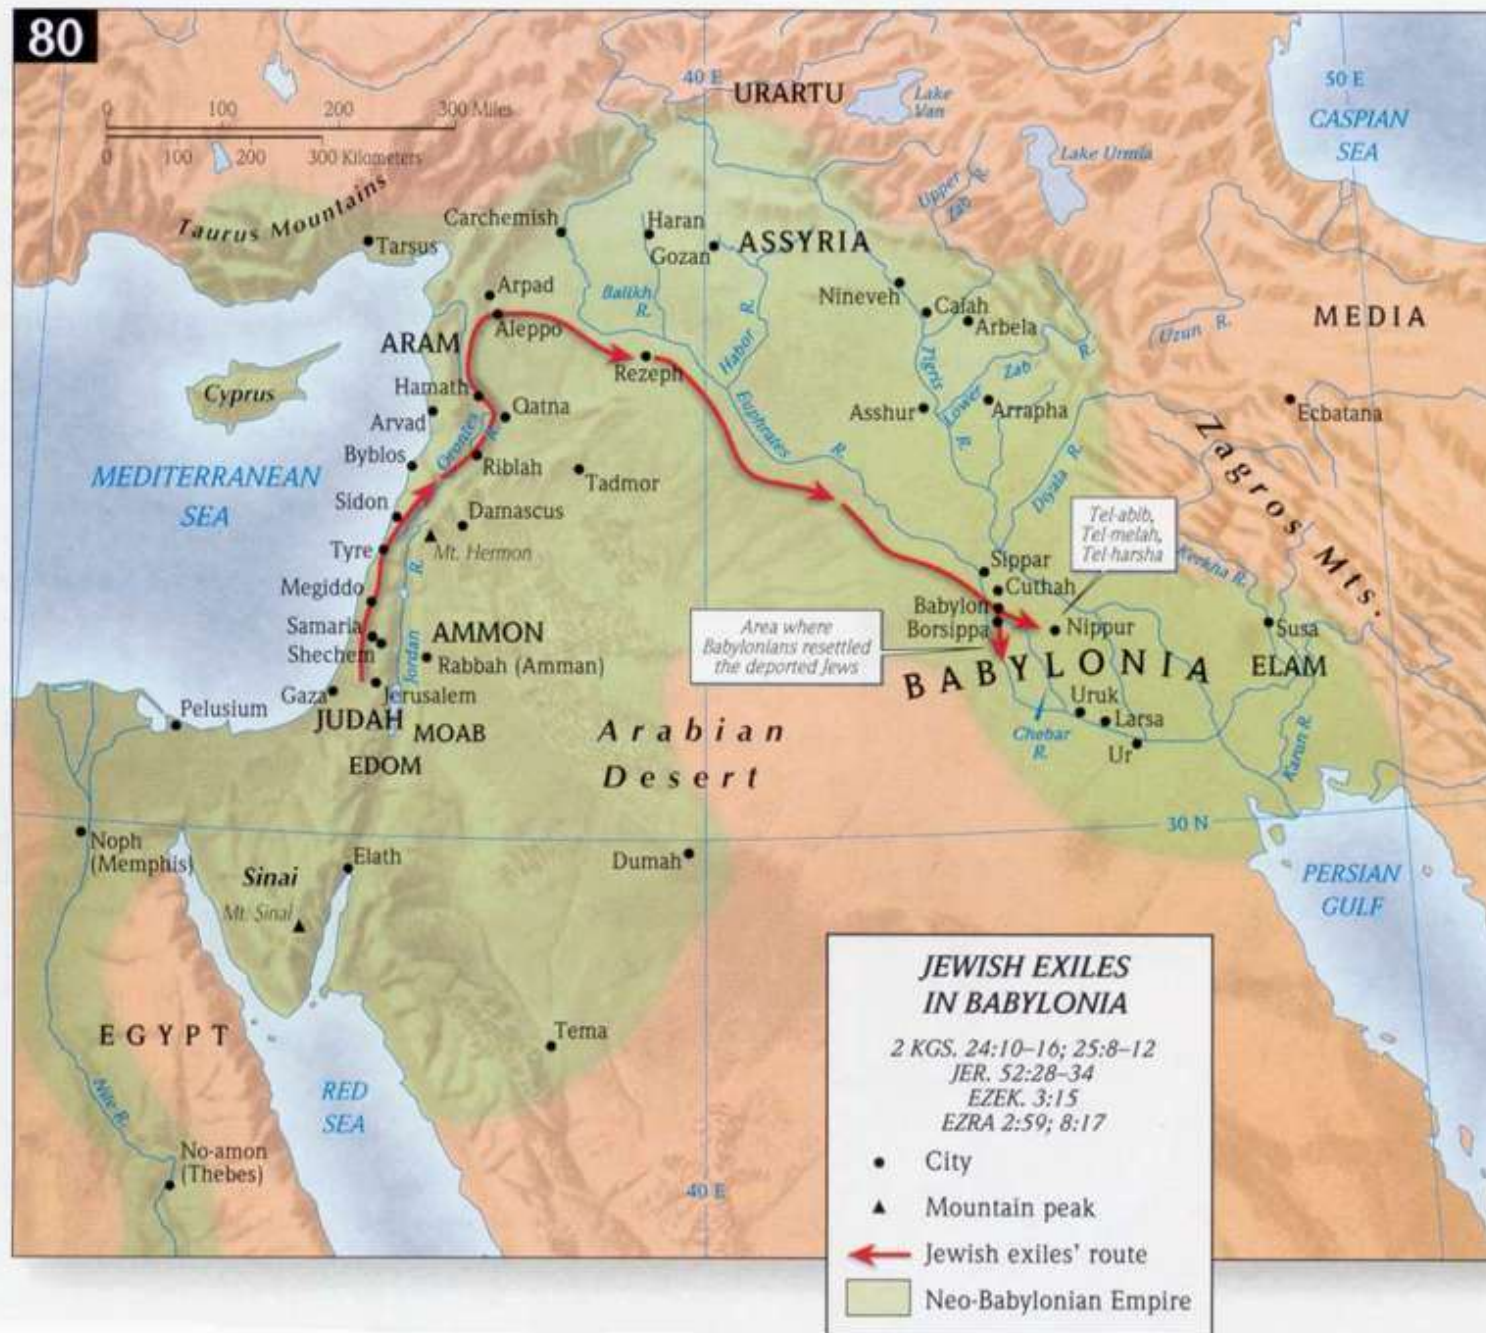 80
0 100 200 300 Miles
0 100 200 300 Kilometers
40 E
50 E
URARTU
Lake
Van
Lake Urmia
CASPIAN
SEA
Upper
Zab
R.
Taurus Mountains
Tarsus
Carchemish
Haran
Gozan
ASSYRIA
Nineveh
Calah
Arbela
MEDIA
Uzun R.
Arpad
Aleppo
Balikh
R.
Habor R.
Rezeph
ARAM
Hamath
Qatna
Arvad
Orontes
R.
Cyprus
Tigris
R.
Lower
Zab
R.
Asshur
Arrapha
Ecbatana
Zagros Mts.
Euphrates R.
Byblos
Riblah
Tadmor
MEDITERRANEAN
SEA
Sidon
Damascus
Diyala R.
Tyre
Mt. Hermon
Tel-abib,
Tel-melah,
Tel-harsha
Kerkha R.
Megiddo
Sippar
Cuthah
Babylon
Borsippa
Nippur
Susa
Samaria
Shechem
Jordan
R.
AMMON
Rabbah (Amman)
Area where
Babylonians resettled
the deported Jews
BABYLONIA
ELAM
Gaza
Jerusalem
Pelusium
JUDAH
MOAB
EDOM
Arabian
Desert
Uruk
Larsa
Ur
Chebar
R.
Karun R.
30 N
Noph
(Memphis)
Sinai
Elath
Mt. Sinai
Dumah
PERSIAN
GULF
EGYPT
Tema
RED
SEA
Nile R.
No-amon
(Thebes)
40 E
JEWISH EXILES
IN BABYLONIA
2 KGS. 24:10–16; 25:8–12
JER. 52:28–34
EZEK. 3:15
EZRA 2:59; 8:17
City
Mountain peak
Jewish exiles' route
Neo-Babylonian Empire